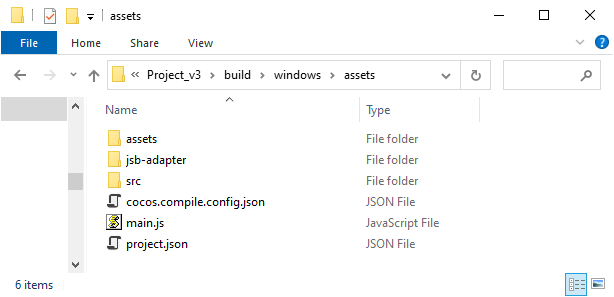 assets
File
Home
Share
View
Project_v3 build windows assets
Name
Type
assets
File folder
jsb-adapter
File folder
src
File folder
cocos.compile.config.json
JSON File
main.js
JavaScript File
project.json
JSON File
6 items